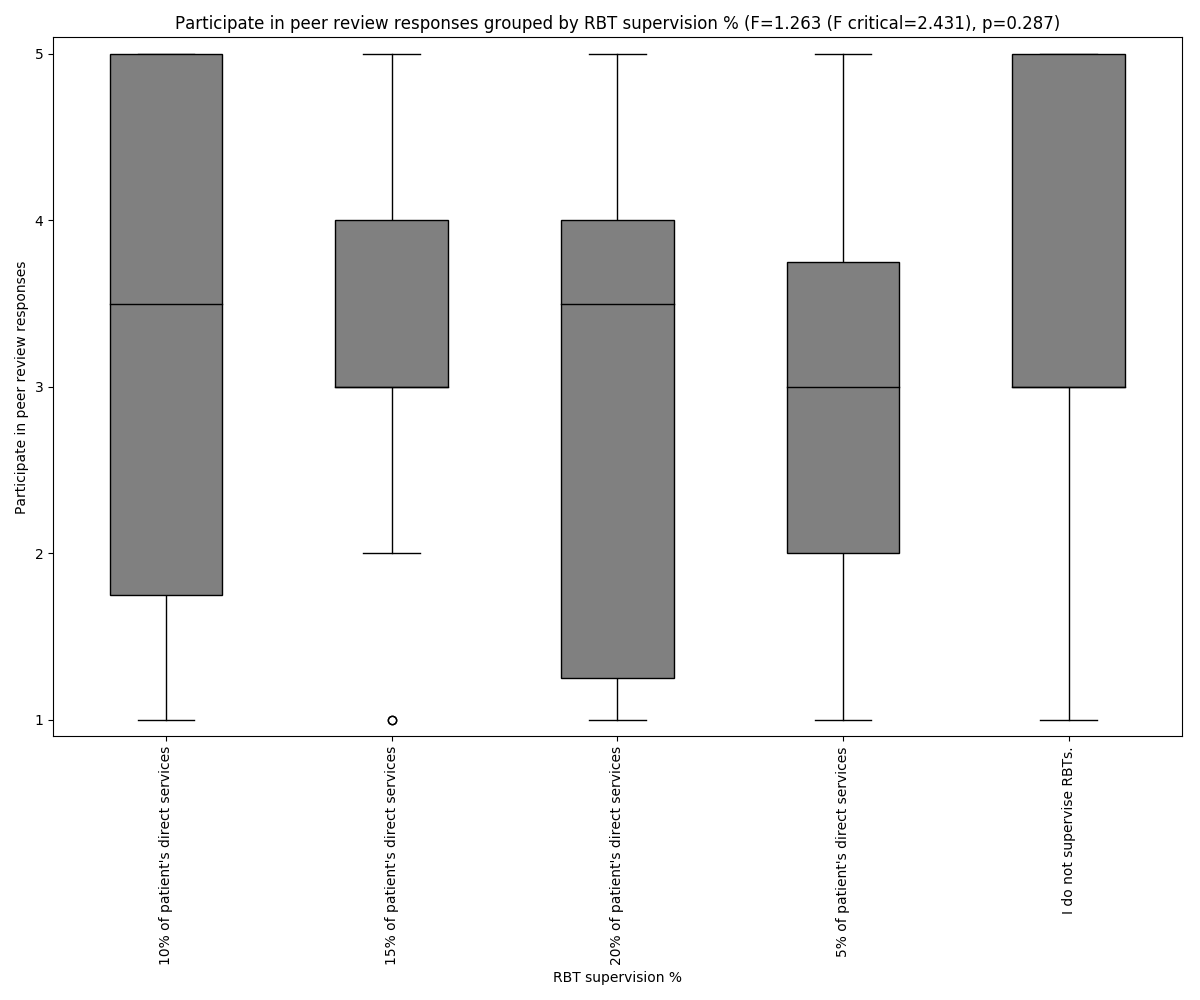 Participate in peer review responses grouped by RBT supervision % (F=1.263 (F critical=2.431), p=0.287)
Participate in peer review responses
5
4
3
2
1
10% of patient's direct services
15% of patient's direct services
20% of patient's direct services
5% of patient's direct services
I do not supervise RBTs.
RBT supervision %